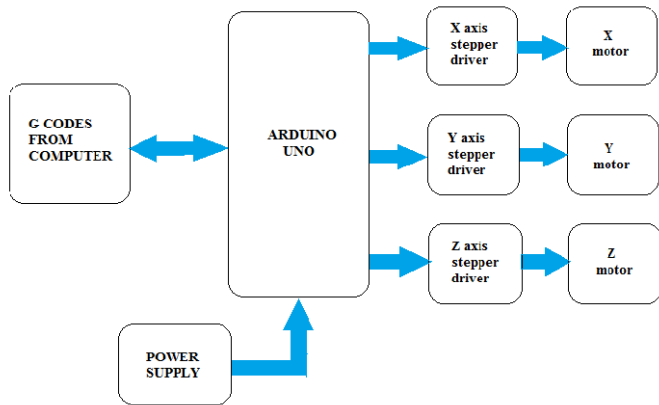 G CODES
FROM
COMPUTER
ARDUINO
UNO
POWER
SUPPLY
X axis
stepper
driver
X
motor
Y axis
stepper
driver
Y
motor
Z axis
stepper
driver
Z
motor